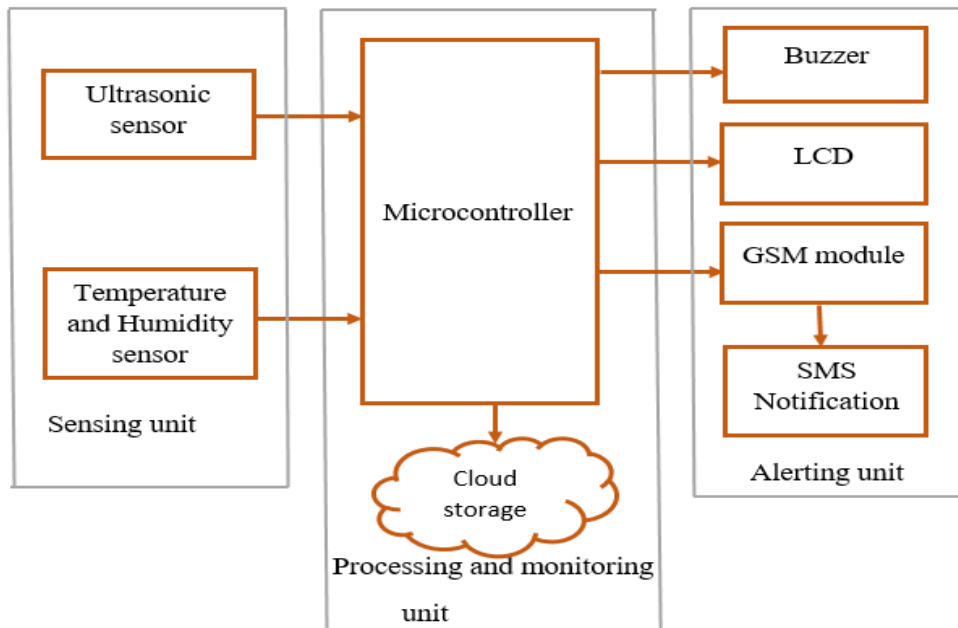 Ultrasonic
sensor
Temperature
and Humidity
sensor
Sensing unit
Microcontroller
Cloud
storage
Processing and monitoring
unit
Buzzer
LCD
GSM module
SMS
Notification
Alerting unit